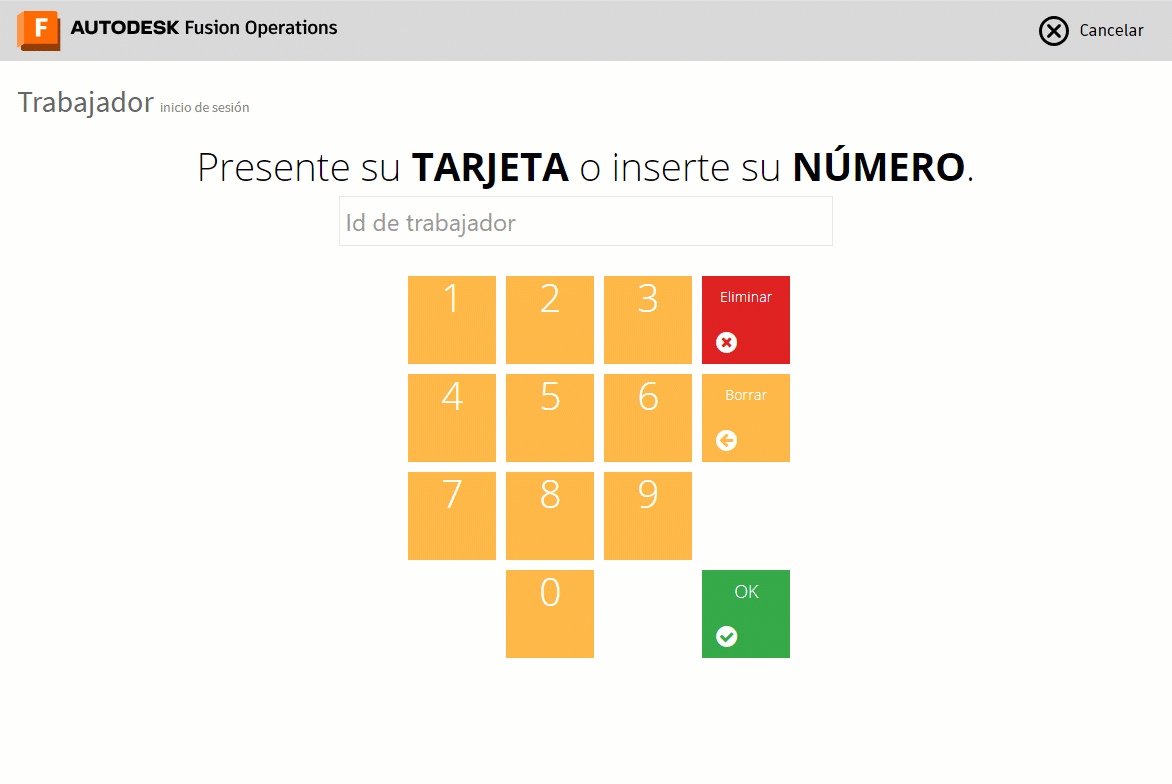 F AUTODESK Fusion Operations
Cancelar
Trabajador inicio de sesión
Presente su TARJETA o inserte su NÚMERO.
Id de trabajador
1 2 3 Eliminar
4 5 6 Borrar
7 8 9
0 OK